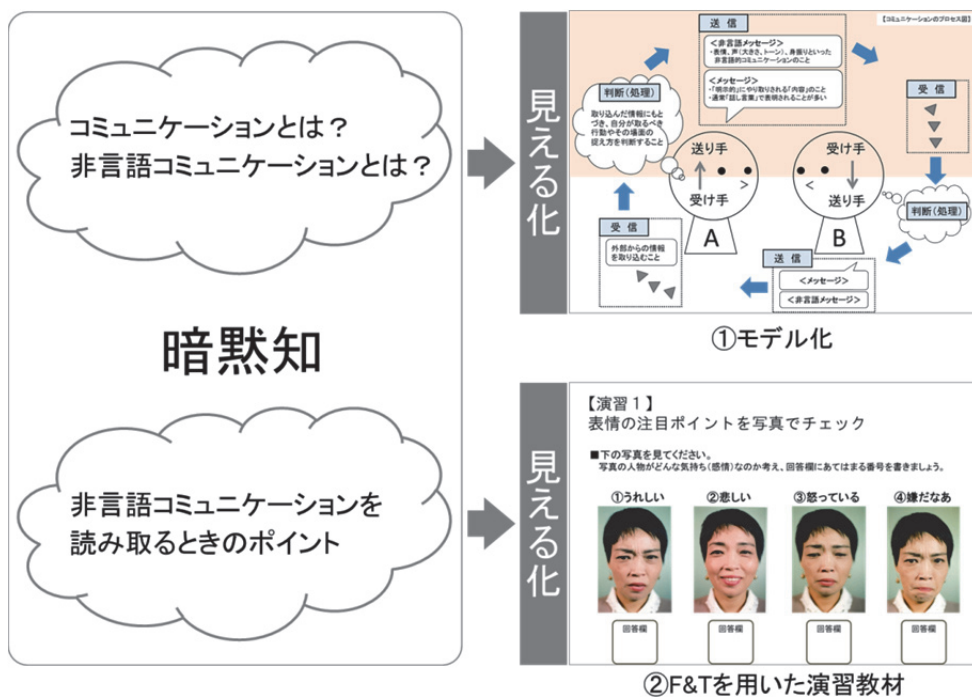 コミュニケーションとは？
非言語コミュニケーションとは？
暗黙知
非言語コミュニケーションを
読み取るときのポイント
見える化
【コミュニケーションのプロセス図】
送 信
＜非言語メッセージ＞
・表情、声（大きさ、トーン）、身振りといった
非言語的コミュニケーションのこと
＜メッセージ＞
・「明示的」にやり取りされる「内容」のこと
・通常「話し言葉」で表明されることが多い
判断（処理）
取り込んだ情報にもと
づき、自分が取るべき
行動やその場面の
捉え方を判断すること
受 信
送り手
受け手
A
受け手
送り手
B
判断（処理）
受 信
外部からの情報
を取り込むこと
送 信
＜メッセージ＞
＜非言語メッセージ＞
①モデル化
見える化
【演習１】
表情の注目ポイントを写真でチェック
■下の写真を見てください。
写真の人物がどんな気持ち（感情）なのか考え、回答欄にあてはまる番号を書きましょう。
①うれしい ②悲しい ③怒っている ④嫌だなあ
回答欄 回答欄 回答欄 回答欄
②F&Tを用いた演習教材